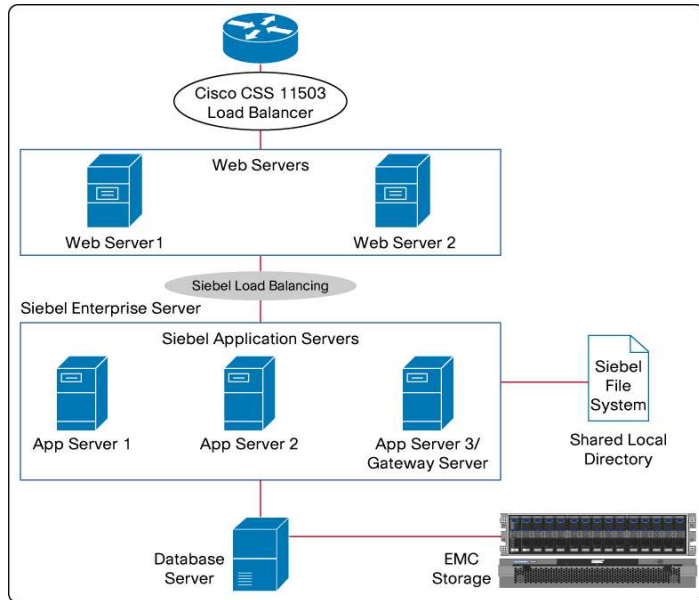 Cisco CSS 11503
Load Balancer
Web Servers
Web Server1
Web Server 2
Siebel Load Balancing
Siebel Enterprise Server
Siebel Application Servers
App Server 1
App Server 2
App Server 3/
Gateway Server
Siebel
File
System
Shared Local
Directory
Database
Server
EMC
Storage